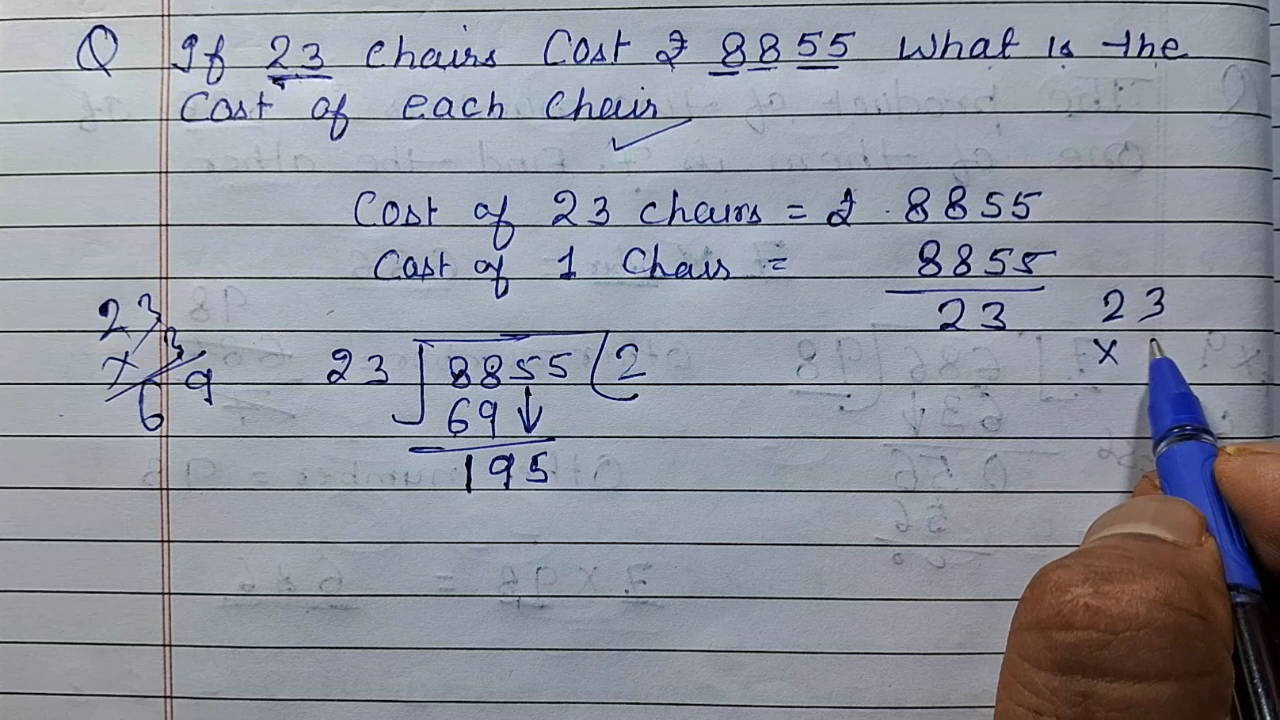 Q If 23 chairs Cost ₹ 8855 What is the
Cost of each Chair
Cost of 23 chairs = ₹ 8855
Cost of 1 Chair = 8855
23
23
×
23
× 3
69
23 8855 2
69
195